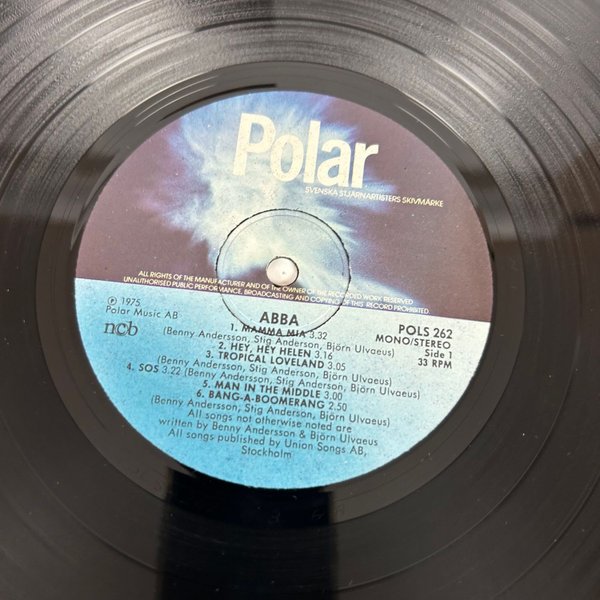 Polar
SVENSKA STJÄRNARTISTERS SKIVMÄRKE
ALL RIGHTS OF THE MANUFACTURER AND OF THE OWNER OF THE RECORDED WORK RESERVED
UNAUTHORISED PUBLIC PERFORMANCE, BROADCASTING AND COPYING OF THIS RECORD PROHIBITED
℗ 1975
Polar Music AB
ncb
POLS 262
MONO/STEREO
Side 1
33 RPM
ABBA
1. MAMMA MIA 3.32
(Benny Andersson, Stig Anderson, Björn Ulvaeus)
2. HEY, HEY HELEN 3.16
3. TROPICAL LOVELAND 3.05
(Benny Andersson, Stig Anderson, Björn Ulvaeus)
4. SOS 3.22 (Benny Andersson, Stig Anderson, Björn Ulvaeus)
5. MAN IN THE MIDDLE 3.00
6. BANG-A-BOOMERANG 2.50
(Benny Andersson, Stig Anderson, Björn Ulvaeus)
All songs not otherwise noted are
written by Benny Andersson & Björn Ulvaeus
All songs published by Union Songs AB,
Stockholm